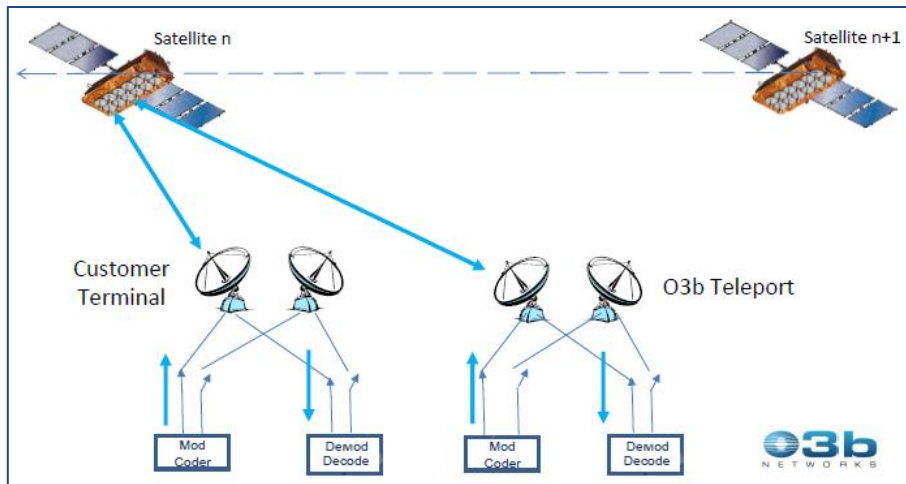 Satellite n
Satellite n+1
Customer
Terminal
O3b Teleport
Mod
Coder
Demod
Decode
Mod
Coder
Demod
Decode
O3b
NETWORKS